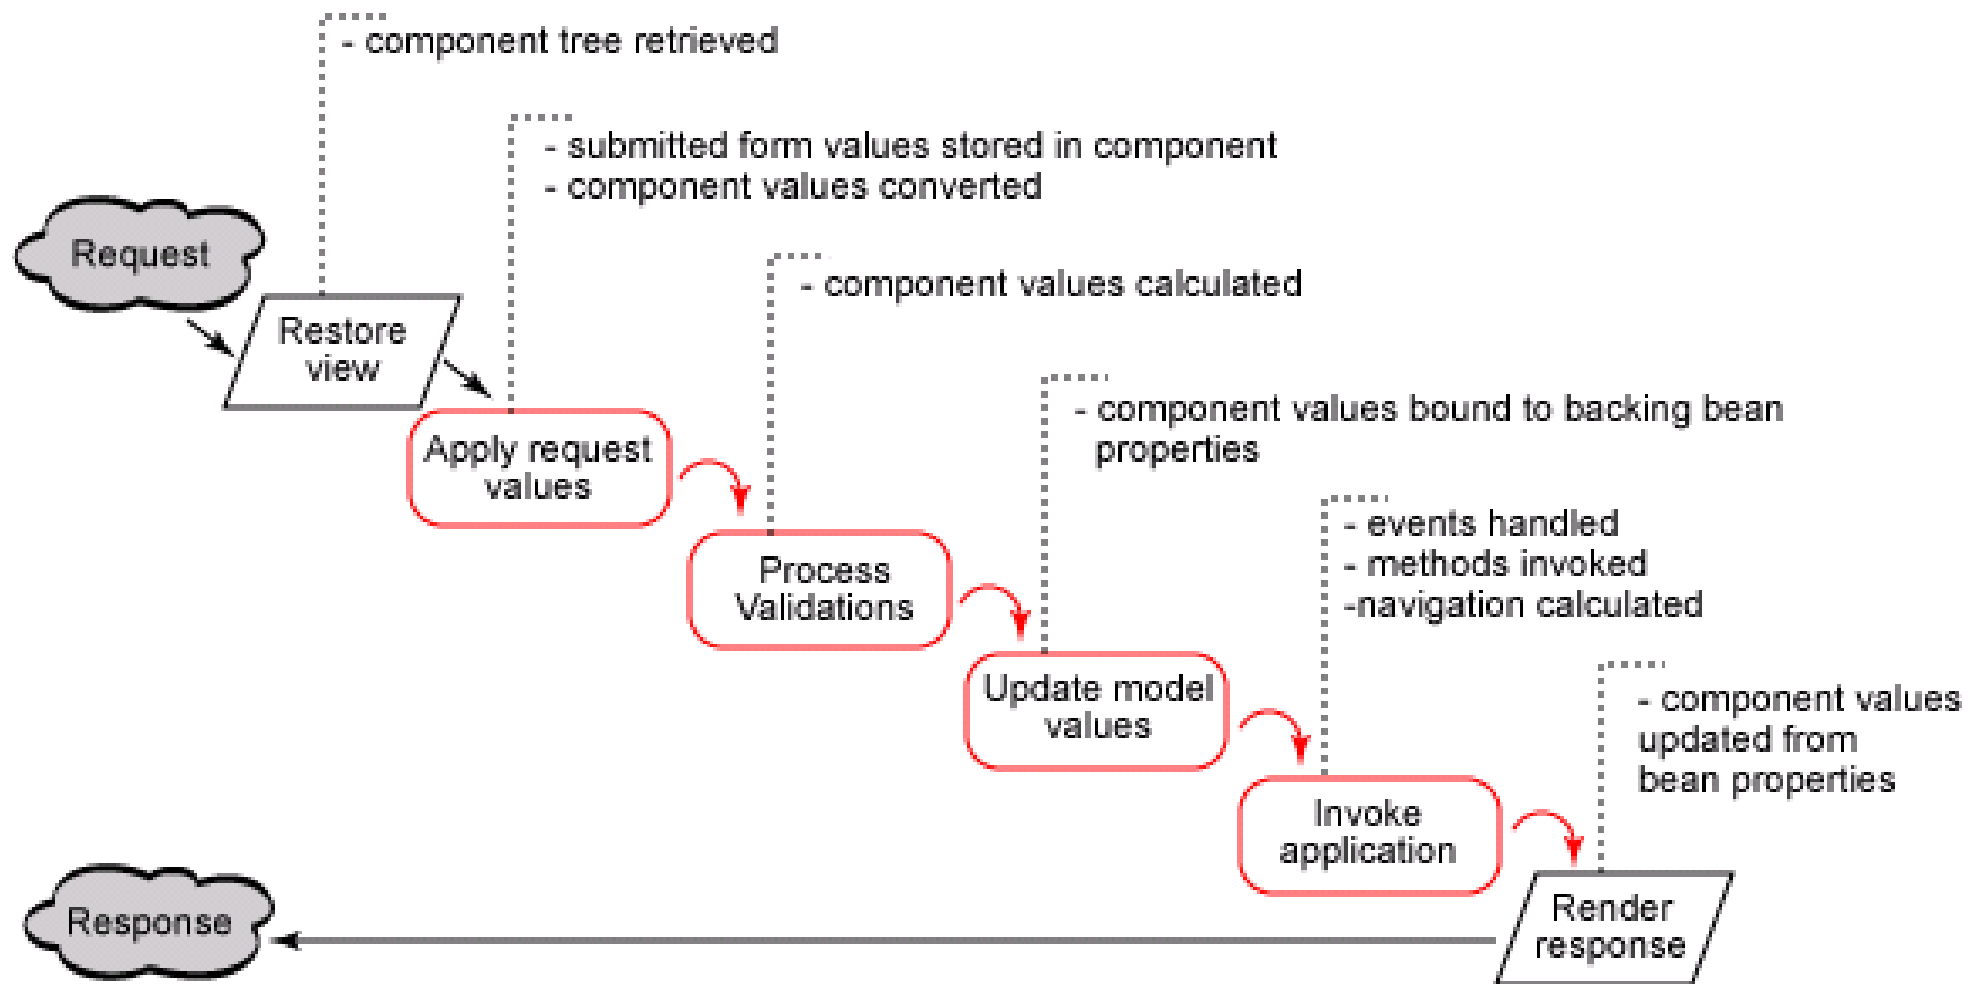 - component tree retrieved
- submitted form values stored in component
- component values converted
Request
- component values calculated
Restore
view
- component values bound to backing bean
properties
Apply request
values
- events handled
- methods invoked
-navigation calculated
Process
Validations
Update model
values
- component values
updated from
bean properties
Invoke
application
Response
Render
response